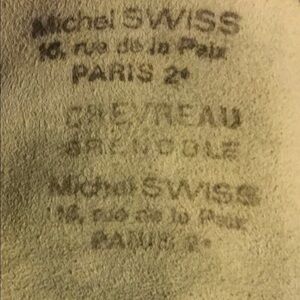 Michel SWISS
16, rue de la Paix
PARIS 2e
CHEVREAU
GRENOBLE
Michel SWISS
16, rue de la Paix
PARIS 2e